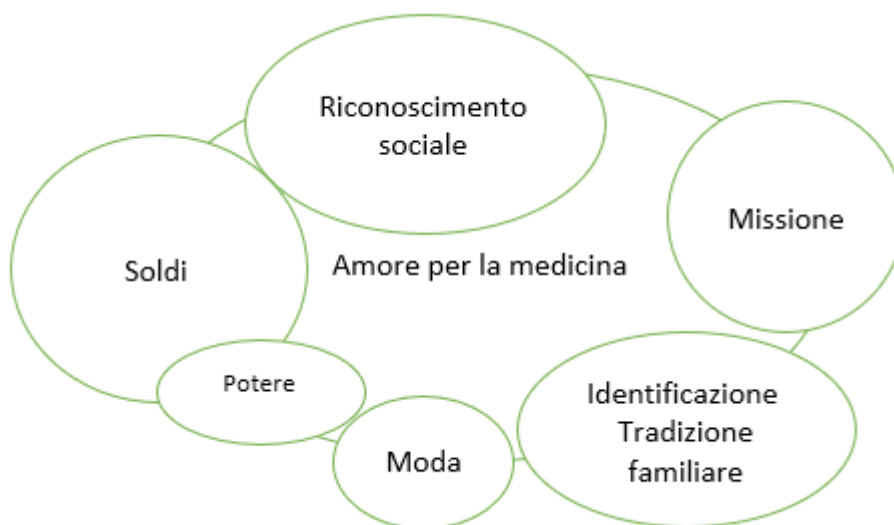 Riconoscimento
sociale
Missione
Soldi
Amore per la medicina
Potere
Identificazione
Tradizione
familiare
Moda